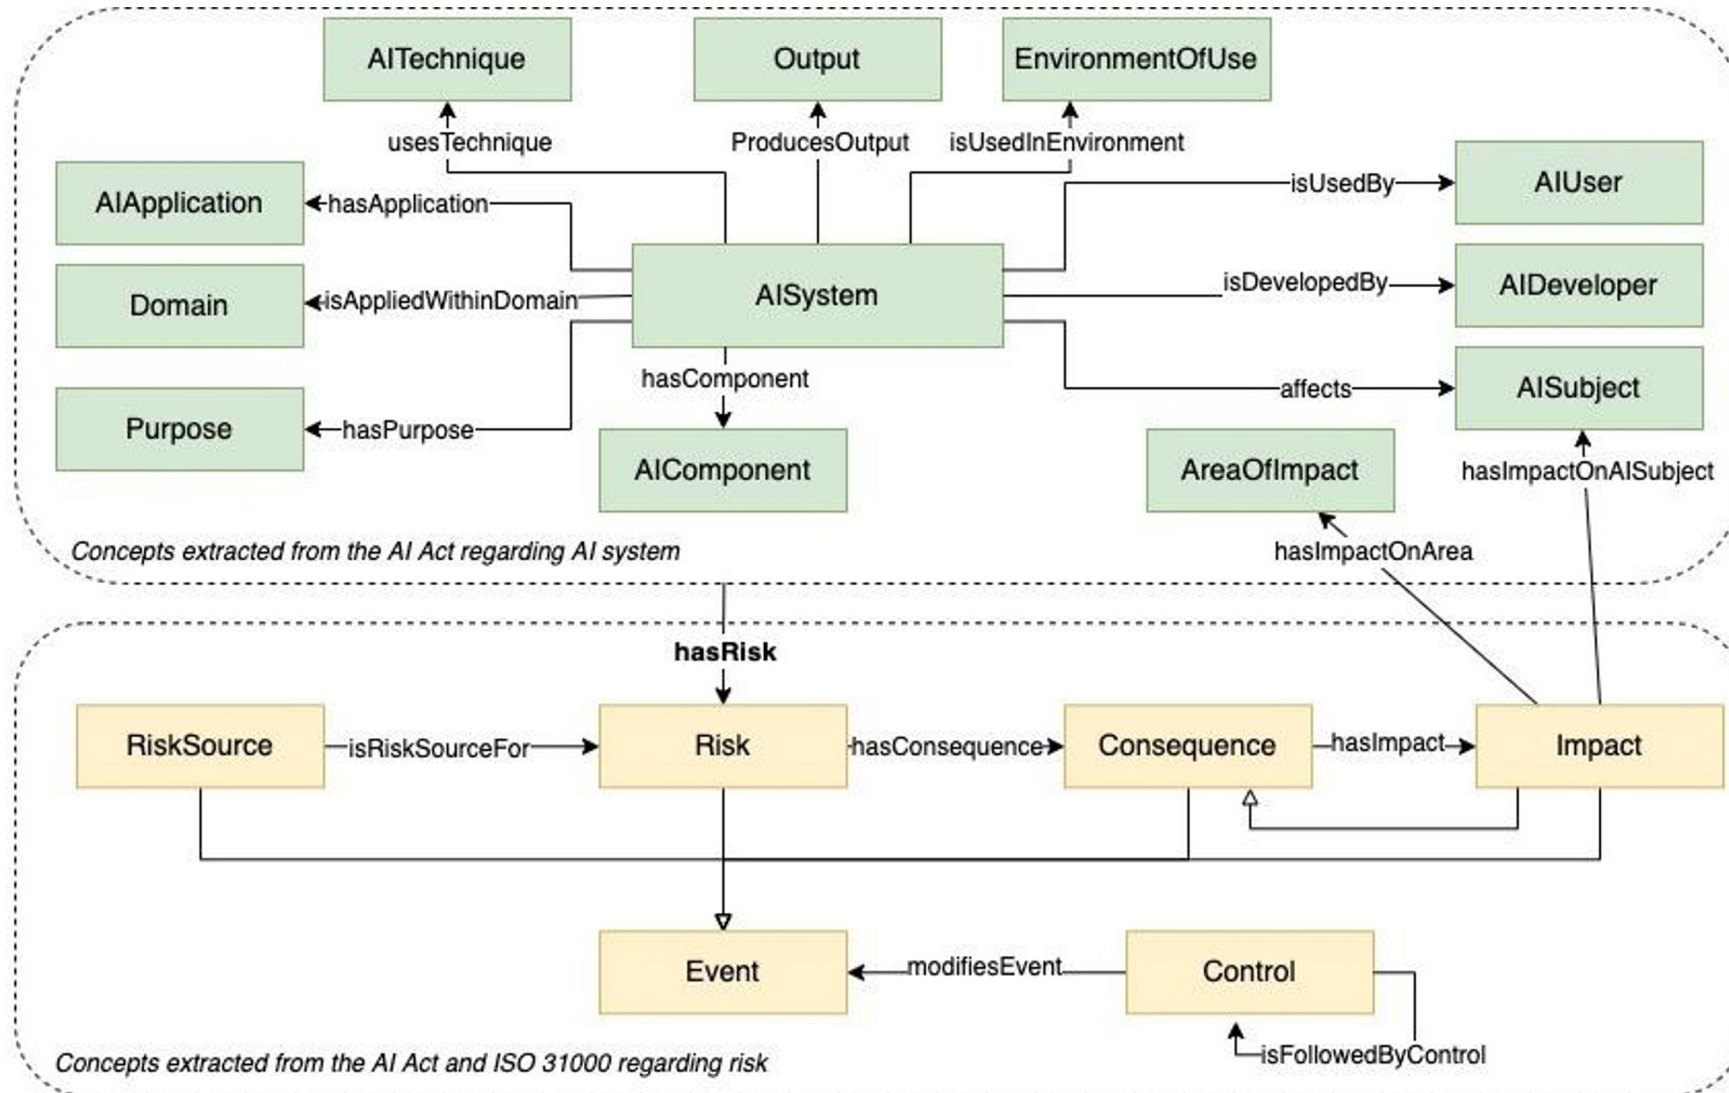 AITechnique
Output
EnvironmentOfUse
usesTechnique
ProducesOutput
isUsedInEnvironment
AIUser
isUsedBy
AIApplication
hasApplication
AISystem
isDevelopedBy
AIDeveloper
Domain
isAppliedWithinDomain
hasComponent
affects
AISubject
Purpose
hasPurpose
AIComponent
AreaOfImpact
hasImpactOnAISubject
Concepts extracted from the AI Act regarding AI system
hasImpactOnArea
hasRisk
RiskSource
isRiskSourceFor
Risk
hasConsequence
Consequence
hasImpact
Impact
Event
modifiesEvent
Control
isFollowedByControl
Concepts extracted from the AI Act and ISO 31000 regarding risk